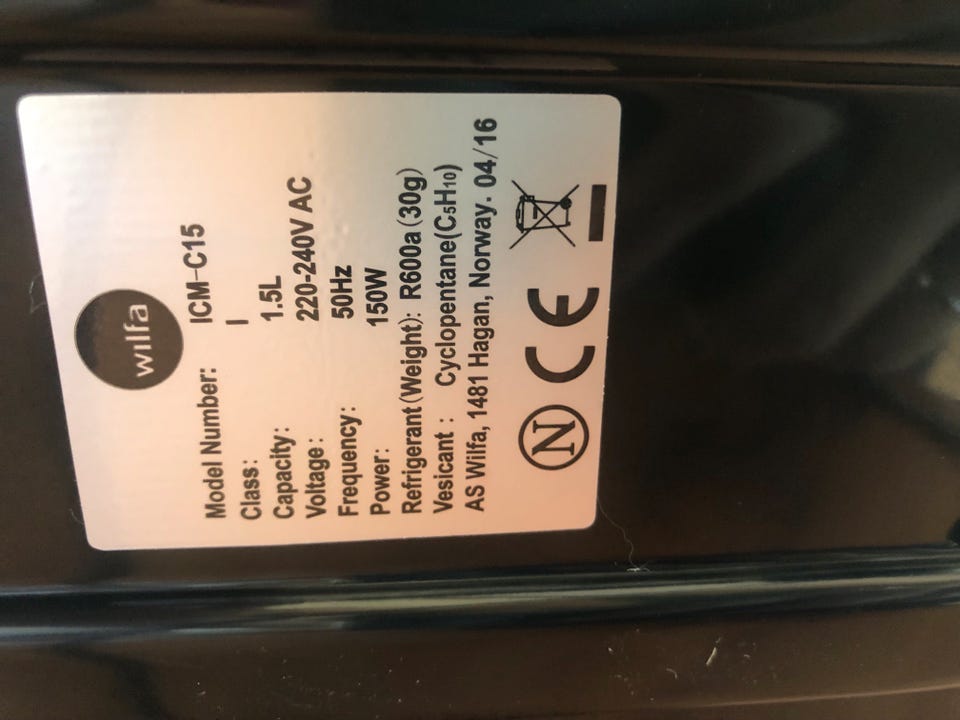 wilfa
Model Number: ICM-C15
Class: I
Capacity: 1.5L
Voltage: 220-240V AC
Frequency: 50Hz
Power: 150W
Refrigerant(Weight): R600a(30g)
Vesicant : Cyclopentane(C₅H₁₀)
AS Wilfa, 1481 Hagan, Norway. 04/16
N CE